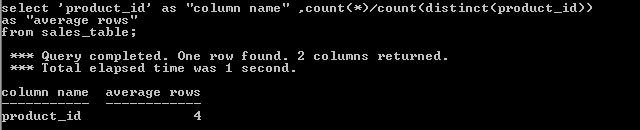 select 'product_id' as "column name" ,count(*)/count(distinct(product_id))
as "average rows"
from sales_table;
*** Query completed. One row found. 2 columns returned.
*** Total elapsed time was 1 second.
column name  average rows
-----------  ------------
product_id              4